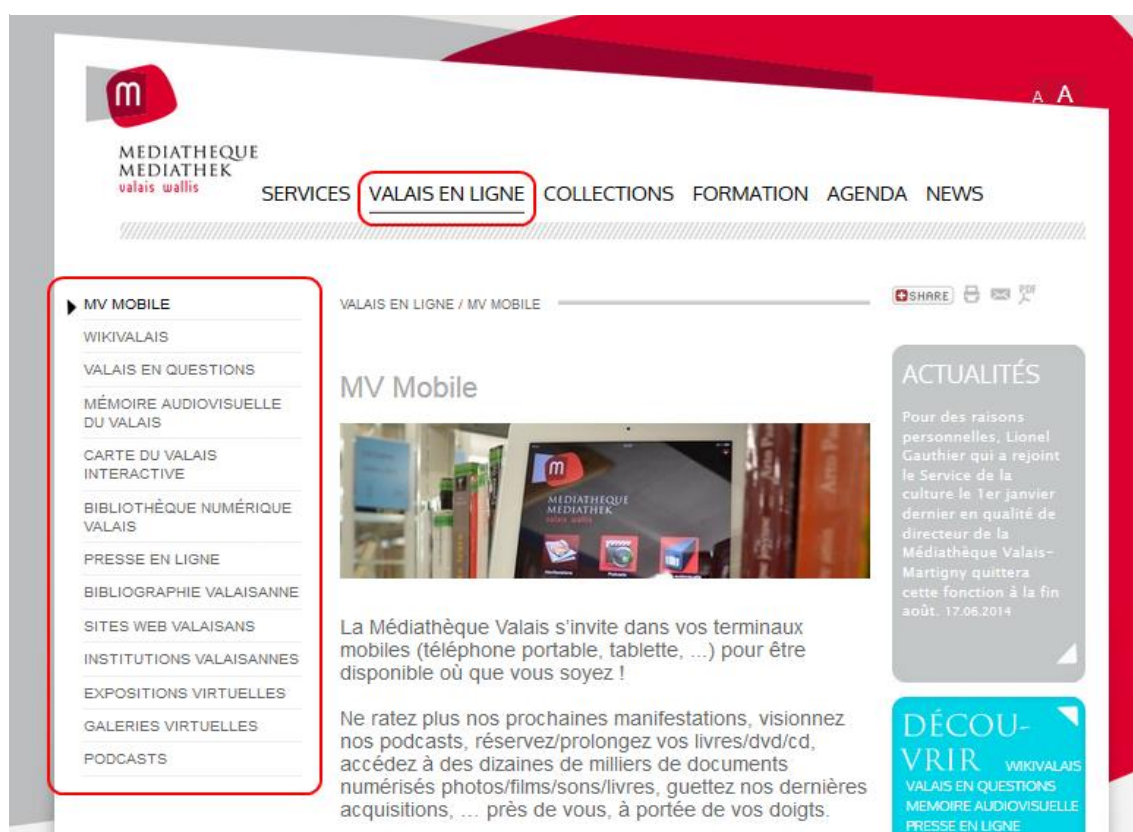 m
MEDIATHEQUE
MEDIATHEK
valais wallis
A A
SERVICES VALAIS EN LIGNE COLLECTIONS FORMATION AGENDA NEWS
MV MOBILE
WIKIVALAIS
VALAIS EN QUESTIONS
MÉMOIRE AUDIOVISUELLE
DU VALAIS
CARTE DU VALAIS
INTERACTIVE
BIBLIOTHÈQUE NUMÉRIQUE
VALAIS
PRESSE EN LIGNE
BIBLIOGRAPHIE VALAISANNE
SITES WEB VALAISANS
INSTITUTIONS VALAISANNES
EXPOSITIONS VIRTUELLES
GALERIES VIRTUELLES
PODCASTS
VALAIS EN LIGNE / MV MOBILE
SHARE PDF
MV Mobile
m
MEDIATHEQUE
MEDIATHEK
valais wallis
Manifestations Podcasts
La Médiathèque Valais s’invite dans vos terminaux
mobiles (téléphone portable, tablette, ...) pour être
disponible où que vous soyez !
Ne ratez plus nos prochaines manifestations, visionnez
nos podcasts, réservez/prolongez vos livres/dvd/cd,
accédez à des dizaines de milliers de documents
numérisés photos/films/sons/livres, guettez nos dernières
acquisitions, … près de vous, à portée de vos doigts.
ACTUALITÉS
Pour des raisons
personnelles, Lionel
Gauthier qui a rejoint
le Service de la
culture le 1er janvier
dernier en qualité de
directeur de la
Médiathèque Valais-
Martigny quittera
cette fonction à la fin
août. 17.06.2014
DÉCOU-
VRIR WIKIVALAIS
VALAIS EN QUESTIONS
MEMOIRE AUDIOVISUELLE
PRESSE EN LIGNE